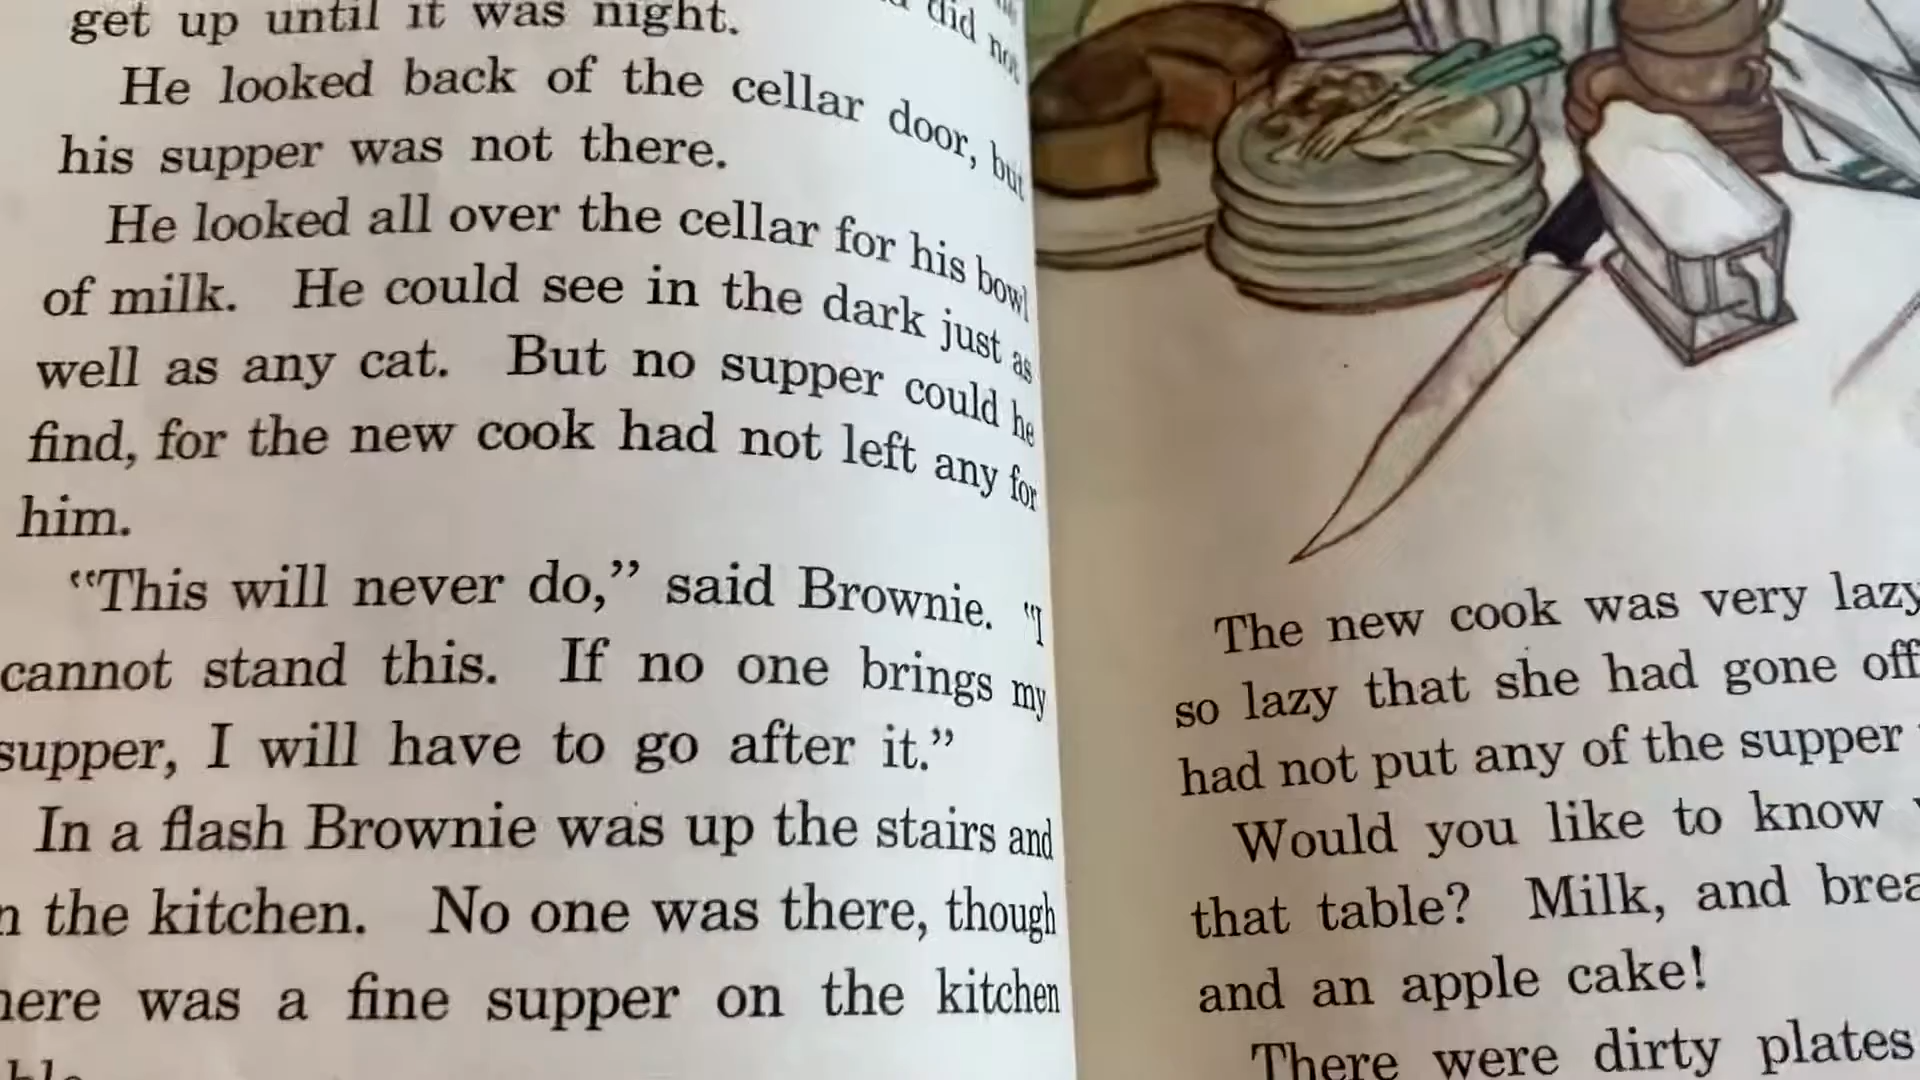 did not
get up until it was night.
He looked back of the cellar door, but
his supper was not there.
He looked all over the cellar for his bowl
of milk. He could see in the dark just as
well as any cat. But no supper could he
find, for the new cook had not left any for
him.
“This will never do,” said Brownie. “I
cannot stand this. If no one brings my
supper, I will have to go after it.”
In a flash Brownie was up the stairs and
the kitchen. No one was there, though
was a fine supper on the kitchen
The new cook was very lazy
so lazy that she had gone off
had not put any of the supper
Would you like to know
that table? Milk, and
and an apple cake!
There were dirty plates